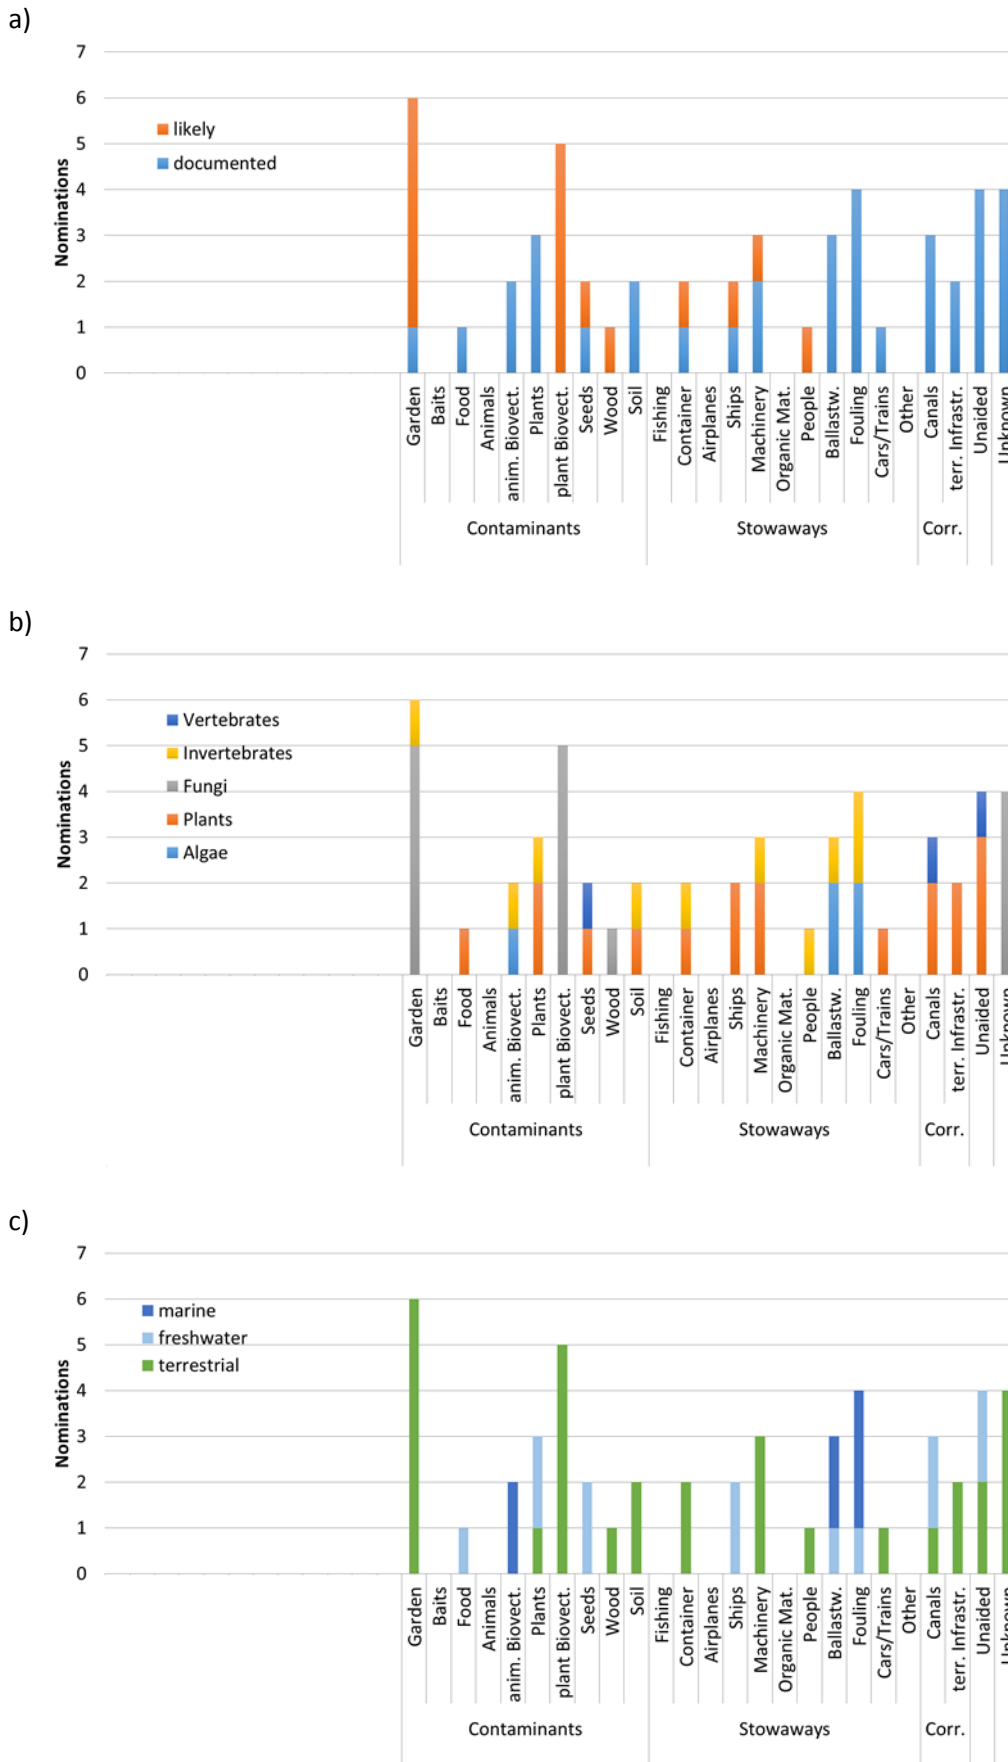 a)
7
6
5
4
3
2
1
0
Nominations
likely
documented
Garden
Baits
Food
Animals
anim. Biovect.
Plants
plant Biovect.
Seeds
Wood
Soil
Fishing
Container
Airplanes
Ships
Machinery
Organic Mat.
People
Ballastw.
Fouling
Cars/Trains
Other
Canals
terr. Infrastr.
Unaided
Unknown
Contaminants
Stowaways
Corr.
b)
7
6
5
4
3
2
1
0
Nominations
Vertebrates
Invertebrates
Fungi
Plants
Algae
Garden
Baits
Food
Animals
anim. Biovect.
Plants
plant Biovect.
Seeds
Wood
Soil
Fishing
Container
Airplanes
Ships
Machinery
Organic Mat.
People
Ballastw.
Fouling
Cars/Trains
Other
Canals
terr. Infrastr.
Unaided
Unknown
Contaminants
Stowaways
Corr.
c)
7
6
5
4
3
2
1
0
Nominations
marine
freshwater
terrestrial
Garden
Baits
Food
Animals
anim. Biovect.
Plants
plant Biovect.
Seeds
Wood
Soil
Fishing
Container
Airplanes
Ships
Machinery
Organic Mat.
People
Ballastw.
Fouling
Cars/Trains
Other
Canals
terr. Infrastr.
Unaided
Unknown
Contaminants
Stowaways
Corr.